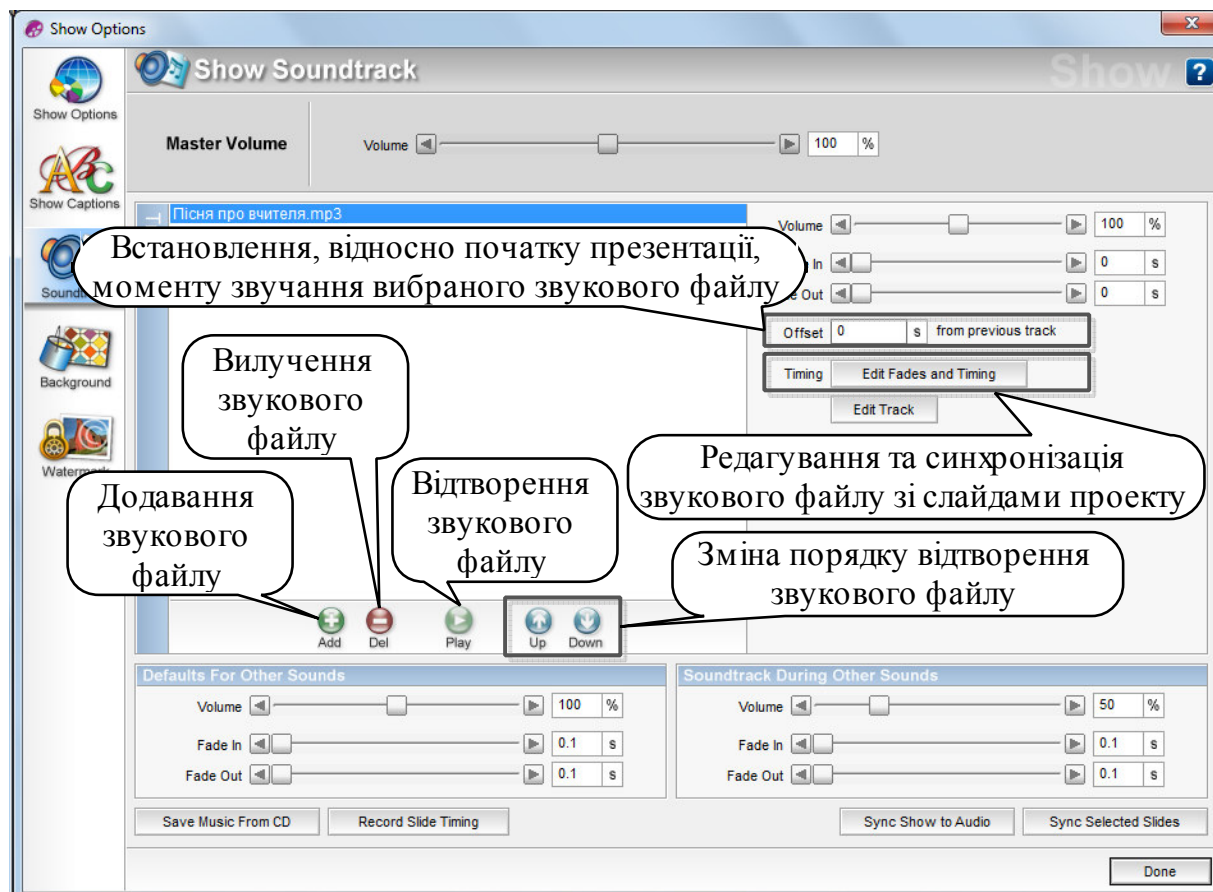 Show Options
Show Soundtrack
Show
?
Show Options
Master Volume
Volume 100 %
ABC
Show Captions
Пісня про вчителя.mp3
Volume 100 %
Встановлення, відносно початку презентації,
моменту звучання вибраного звукового файлу
In 0 s
Out 0 s
Offset 0 s from previous track
Timing Edit Fades and Timing
Edit Track
Background
Вилучення
звукового
файлу
Редагування та синхронізація
звукового файлу зі слайдами проекту
Додавання
звукового
файлу
Відтворення
звукового
файлу
Зміна порядку відтворення
звукового файлу
Add Del Play Up Down
Defaults For Other Sounds
Volume 100 %
Fade In 0.1 s
Fade Out 0.1 s
Soundtrack During Other Sounds
Volume 50 %
Fade In 0.1 s
Fade Out 0.1 s
Save Music From CD Record Slide Timing Sync Show to Audio Sync Selected Slides
Done